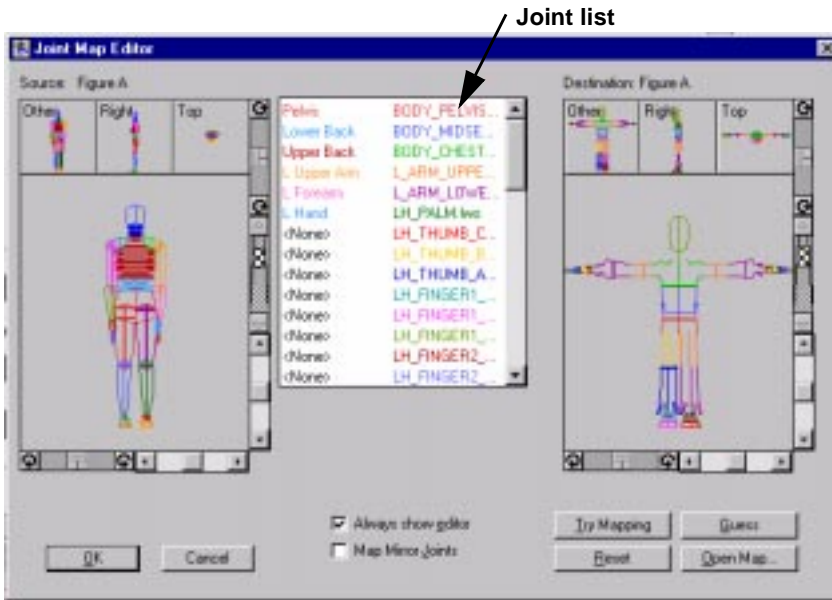 Joint list
Joint Map Editor
Source: Figure A
Destination: Figure A
Other Right Top
Other Right Top
Pelvis BODY_PELVIS...
Lower Back BODY_MIDSE...
Upper Back BODY_CHEST...
L Upper Arm L_ARM_UPPE...
L Forearm L_ARM_LOWE...
L Hand LH_PALM.lwo
<None> LH_THUMB_C...
<None> LH_THUMB_B...
<None> LH_THUMB_A...
<None> LH_FINGER1_...
<None> LH_FINGER1_...
<None> LH_FINGER1_...
<None> LH_FINGER2_...
<None> LH_FINGER2_...
Always show editor
Map Mirror Joints
OK Cancel
Try Mapping Guess
Reset Open Map...